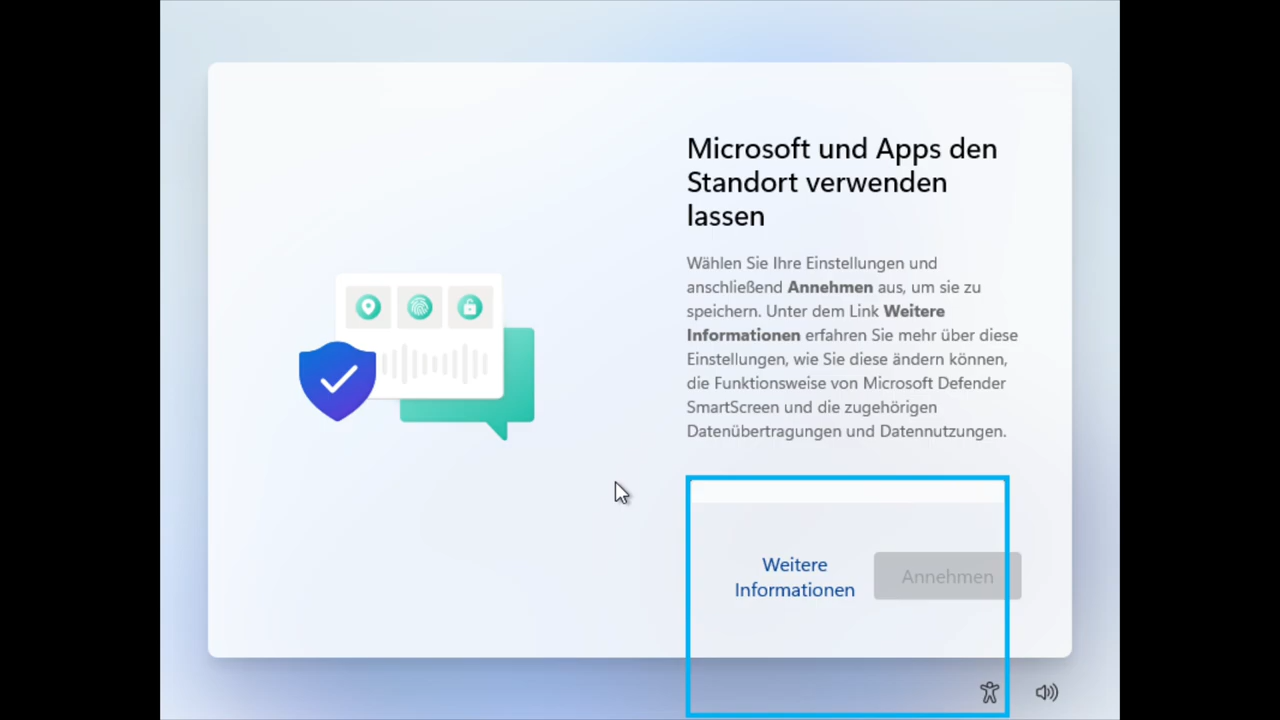 Microsoft und Apps den
Standort verwenden
lassen
Wählen Sie Ihre Einstellungen und
anschließend Annehmen aus, um sie zu
speichern. Unter dem Link Weitere
Informationen erfahren Sie mehr über diese
Einstellungen, wie Sie diese ändern können,
die Funktionsweise von Microsoft Defender
SmartScreen und die zugehörigen
Datenübertragungen und Datennutzungen.
Weitere
Informationen
Annehmen